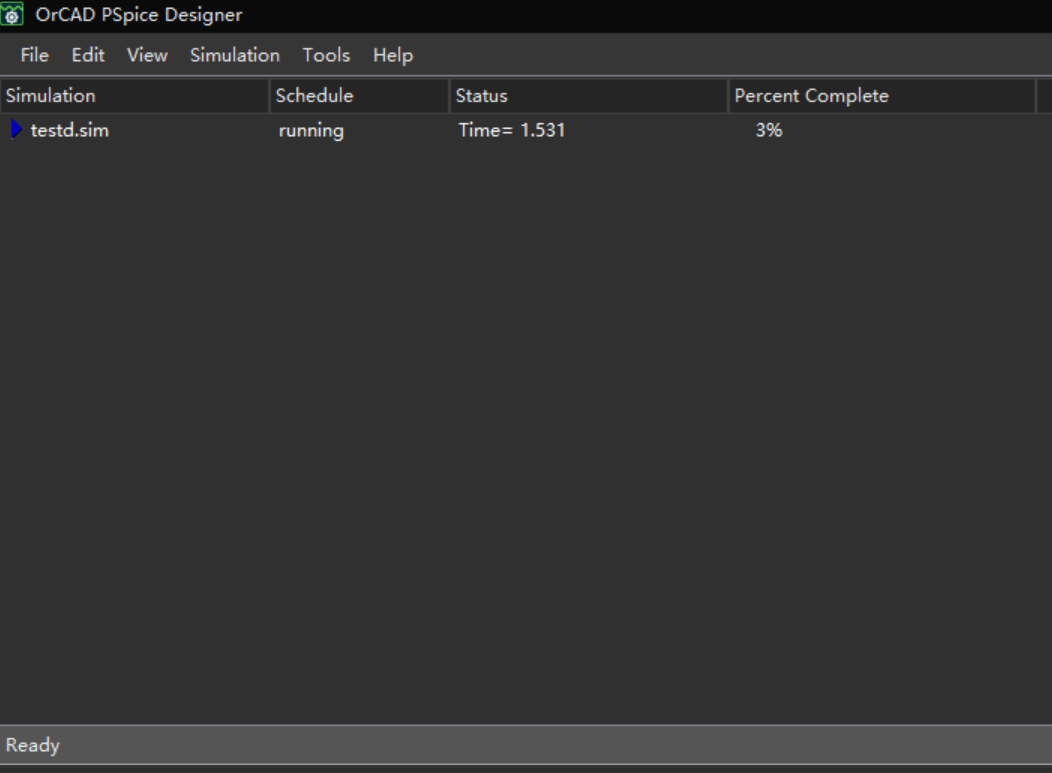 OrCAD PSpice Designer
File Edit View Simulation Tools Help
Simulation Schedule Status Percent Complete
testd.sim running Time= 1.531 3%
Ready